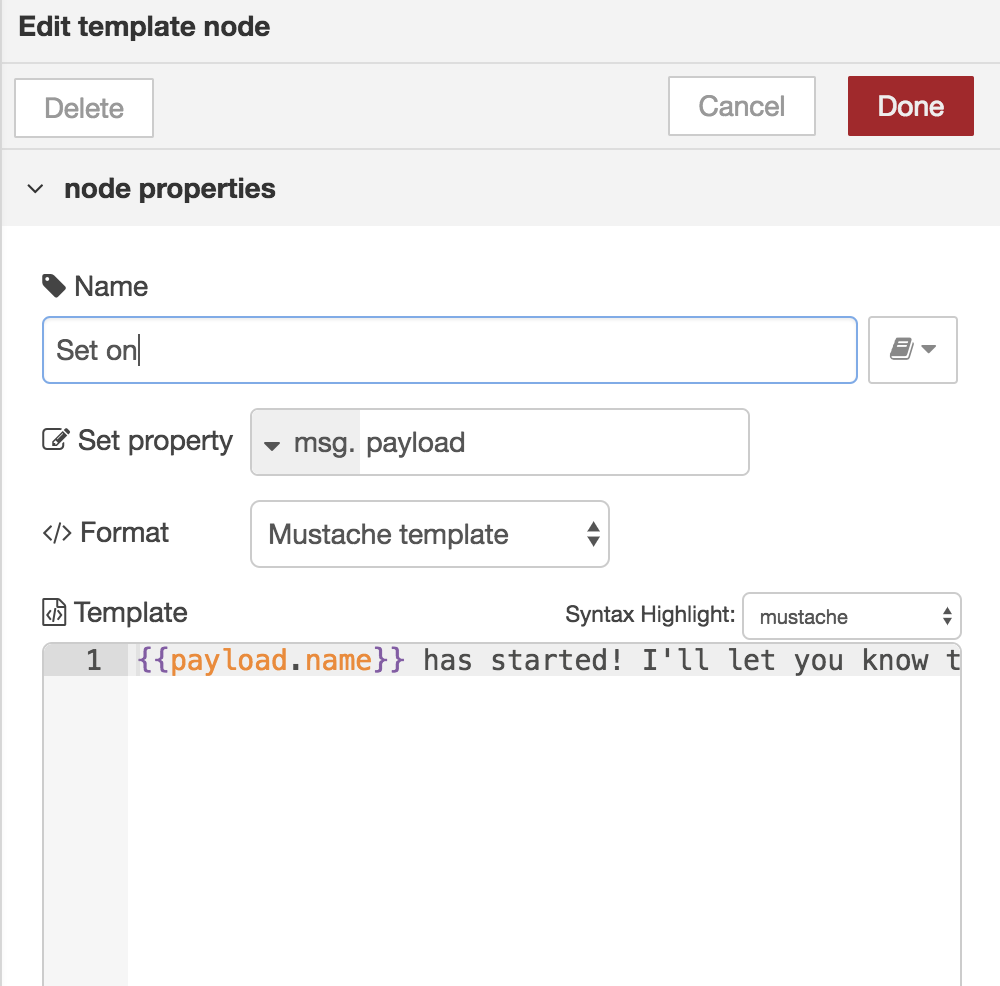 Edit template node
Delete Cancel Done
node properties
Name
Set on
Set property msg. payload
</> Format Mustache template
Template Syntax Highlight: mustache
1 {{payload.name}} has started! I'll let you know t